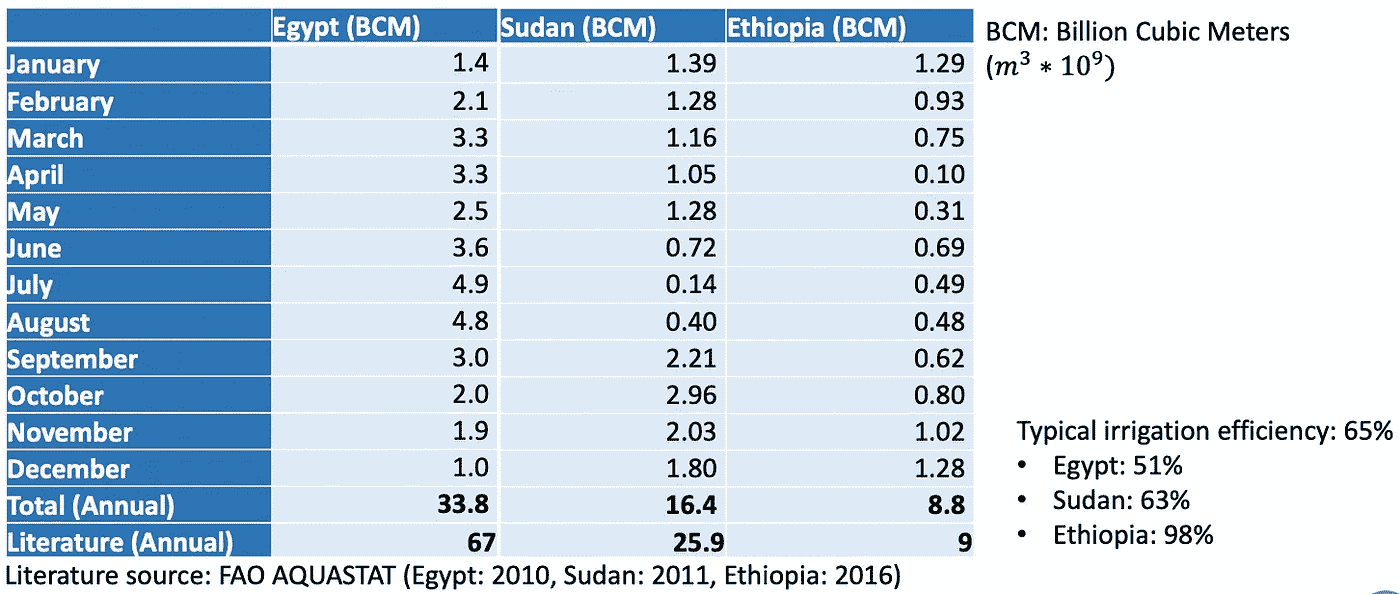 Egypt (BCM) Sudan (BCM) Ethiopia (BCM)
January 1.4 1.39 1.29
February 2.1 1.28 0.93
March 3.3 1.16 0.75
April 3.3 1.05 0.10
May 2.5 1.28 0.31
June 3.6 0.72 0.69
July 4.9 0.14 0.49
August 4.8 0.40 0.48
September 3.0 2.21 0.62
October 2.0 2.96 0.80
November 1.9 2.03 1.02
December 1.0 1.80 1.28
Total (Annual) 33.8 16.4 8.8
Literature (Annual) 67 25.9 9
Literature source: FAO AQUASTAT (Egypt: 2010, Sudan: 2011, Ethiopia: 2016)
BCM: Billion Cubic Meters
(m³ * 10⁹)
Typical irrigation efficiency: 65%
• Egypt: 51%
• Sudan: 63%
• Ethiopia: 98%